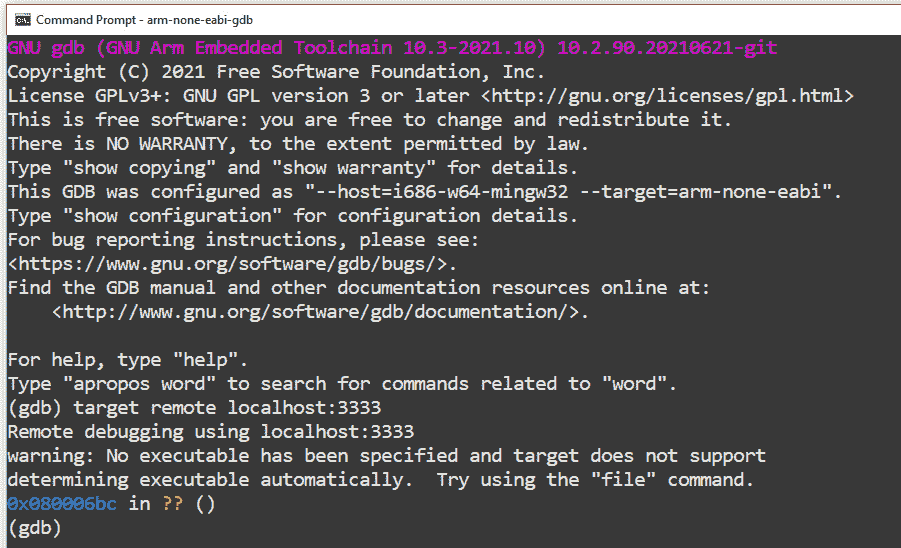 Command Prompt - arm-none-eabi-gdb
GNU gdb (GNU Arm Embedded Toolchain 10.3-2021.10) 10.2.90.20210621-git
Copyright (C) 2021 Free Software Foundation, Inc.
License GPLv3+: GNU GPL version 3 or later <http://gnu.org/licenses/gpl.html>
This is free software: you are free to change and redistribute it.
There is NO WARRANTY, to the extent permitted by law.
Type "show copying" and "show warranty" for details.
This GDB was configured as "--host=i686-w64-mingw32 --target=arm-none-eabi".
Type "show configuration" for configuration details.
For bug reporting instructions, please see:
<https://www.gnu.org/software/gdb/bugs/>.
Find the GDB manual and other documentation resources online at:
    <http://www.gnu.org/software/gdb/documentation/>.

For help, type "help".
Type "apropos word" to search for commands related to "word".
(gdb) target remote localhost:3333
Remote debugging using localhost:3333
warning: No executable has been specified and target does not support
determining executable automatically.  Try using the "file" command.
0x080006bc in ?? ()
(gdb)